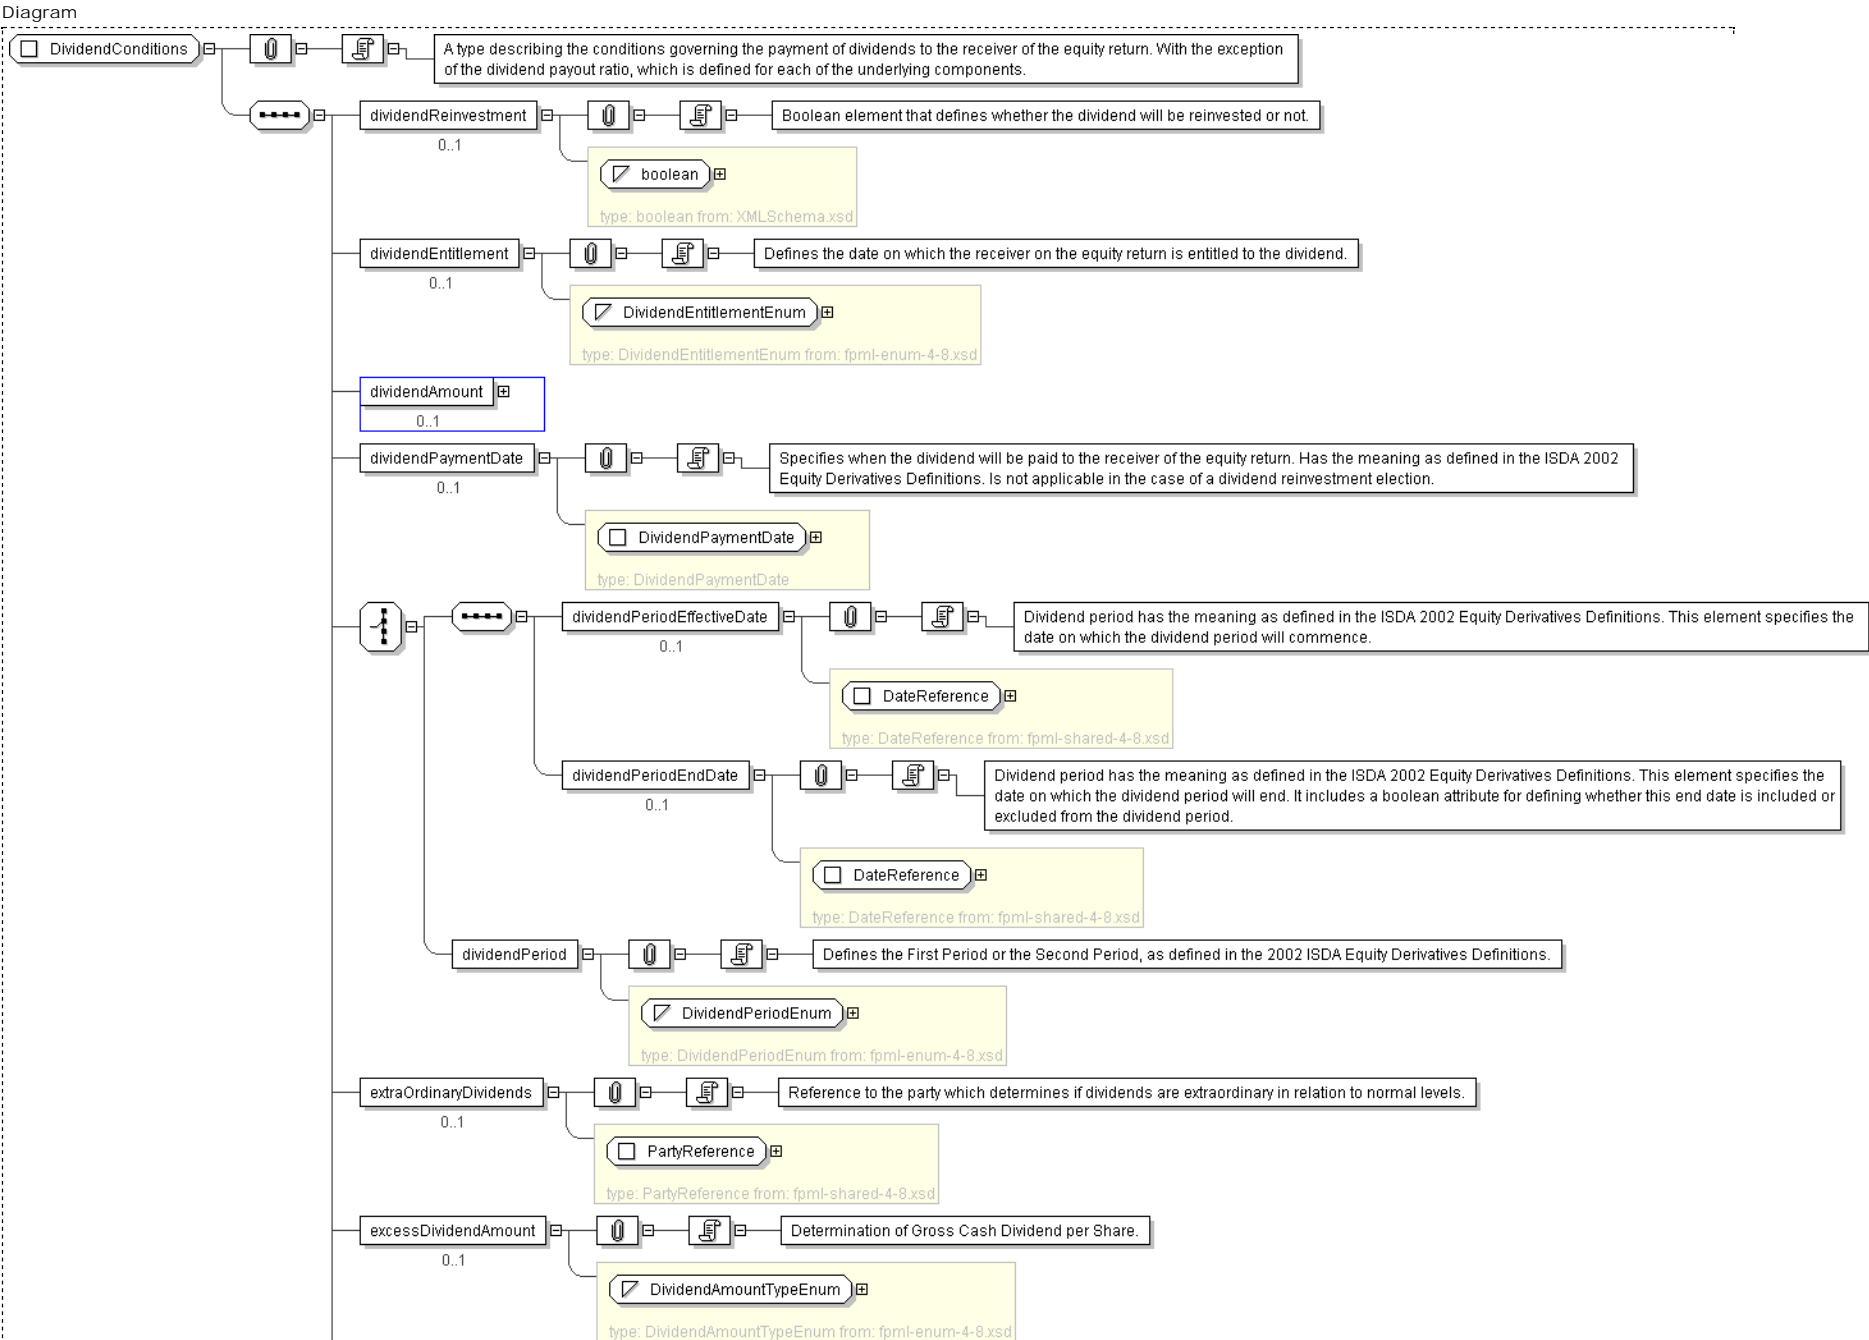 Diagram
DividendConditions
A type describing the conditions governing the payment of dividends to the receiver of the equity return. With the exception
of the dividend payout ratio, which is defined for each of the underlying components.
dividendReinvestment
Boolean element that defines whether the dividend will be reinvested or not.
0..1
boolean
type: boolean from: XMLSchema.xsd
dividendEntitlement
Defines the date on which the receiver on the equity return is entitled to the dividend.
0..1
DividendEntitlementEnum
type: DividendEntitlementEnum from: fpml-enum-4-8.xsd
dividendAmount
0..1
dividendPaymentDate
Specifies when the dividend will be paid to the receiver of the equity return. Has the meaning as defined in the ISDA 2002
Equity Derivatives Definitions. Is not applicable in the case of a dividend reinvestment election.
0..1
DividendPaymentDate
type: DividendPaymentDate
dividendPeriodEffectiveDate
Dividend period has the meaning as defined in the ISDA 2002 Equity Derivatives Definitions. This element specifies the
date on which the dividend period will commence.
0..1
DateReference
type: DateReference from: fpml-shared-4-8.xsd
dividendPeriodEndDate
Dividend period has the meaning as defined in the ISDA 2002 Equity Derivatives Definitions. This element specifies the
date on which the dividend period will end. It includes a boolean attribute for defining whether this end date is included or
excluded from the dividend period.
0..1
DateReference
type: DateReference from: fpml-shared-4-8.xsd
dividendPeriod
Defines the First Period or the Second Period, as defined in the 2002 ISDA Equity Derivatives Definitions.
DividendPeriodEnum
type: DividendPeriodEnum from: fpml-enum-4-8.xsd
extraOrdinaryDividends
Reference to the party which determines if dividends are extraordinary in relation to normal levels.
0..1
PartyReference
type: PartyReference from: fpml-shared-4-8.xsd
excessDividendAmount
Determination of Gross Cash Dividend per Share.
0..1
DividendAmountTypeEnum
type: DividendAmountTypeEnum from: fpml-enum-4-8.xsd